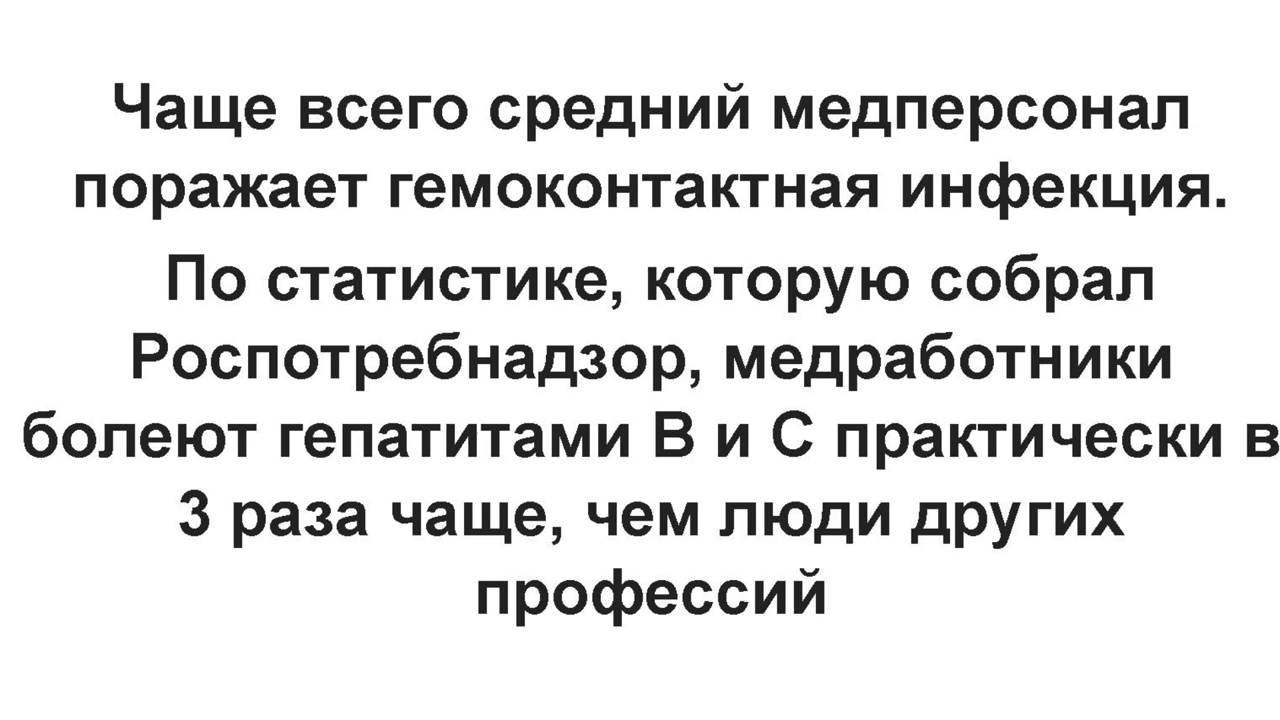 Чаще всего средний медперсонал
поражает гемоконтактная инфекция.
По статистике, которую собрал
Роспотребнадзор, медработники
болеют гепатитами В и С практически в
3 раза чаще, чем люди других
профессий